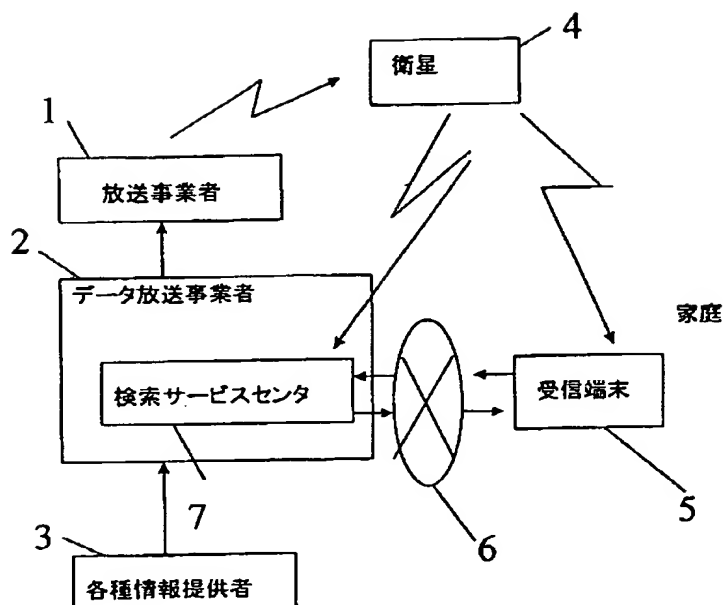 4
衛星
1
放送事業者
2
データ放送事業者
家庭
検索サービスセンタ
受信端末
7
6
5
3
各種情報提供者